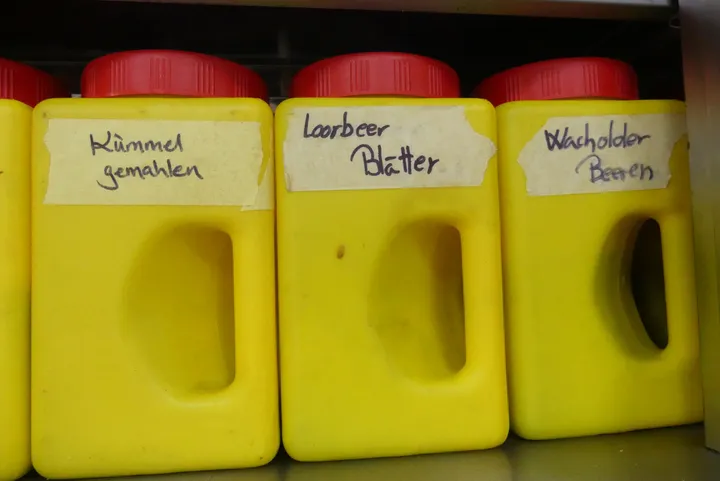 Kümmel
gemahlen
Loorbeer
Blätter
Wacholder
Beeren